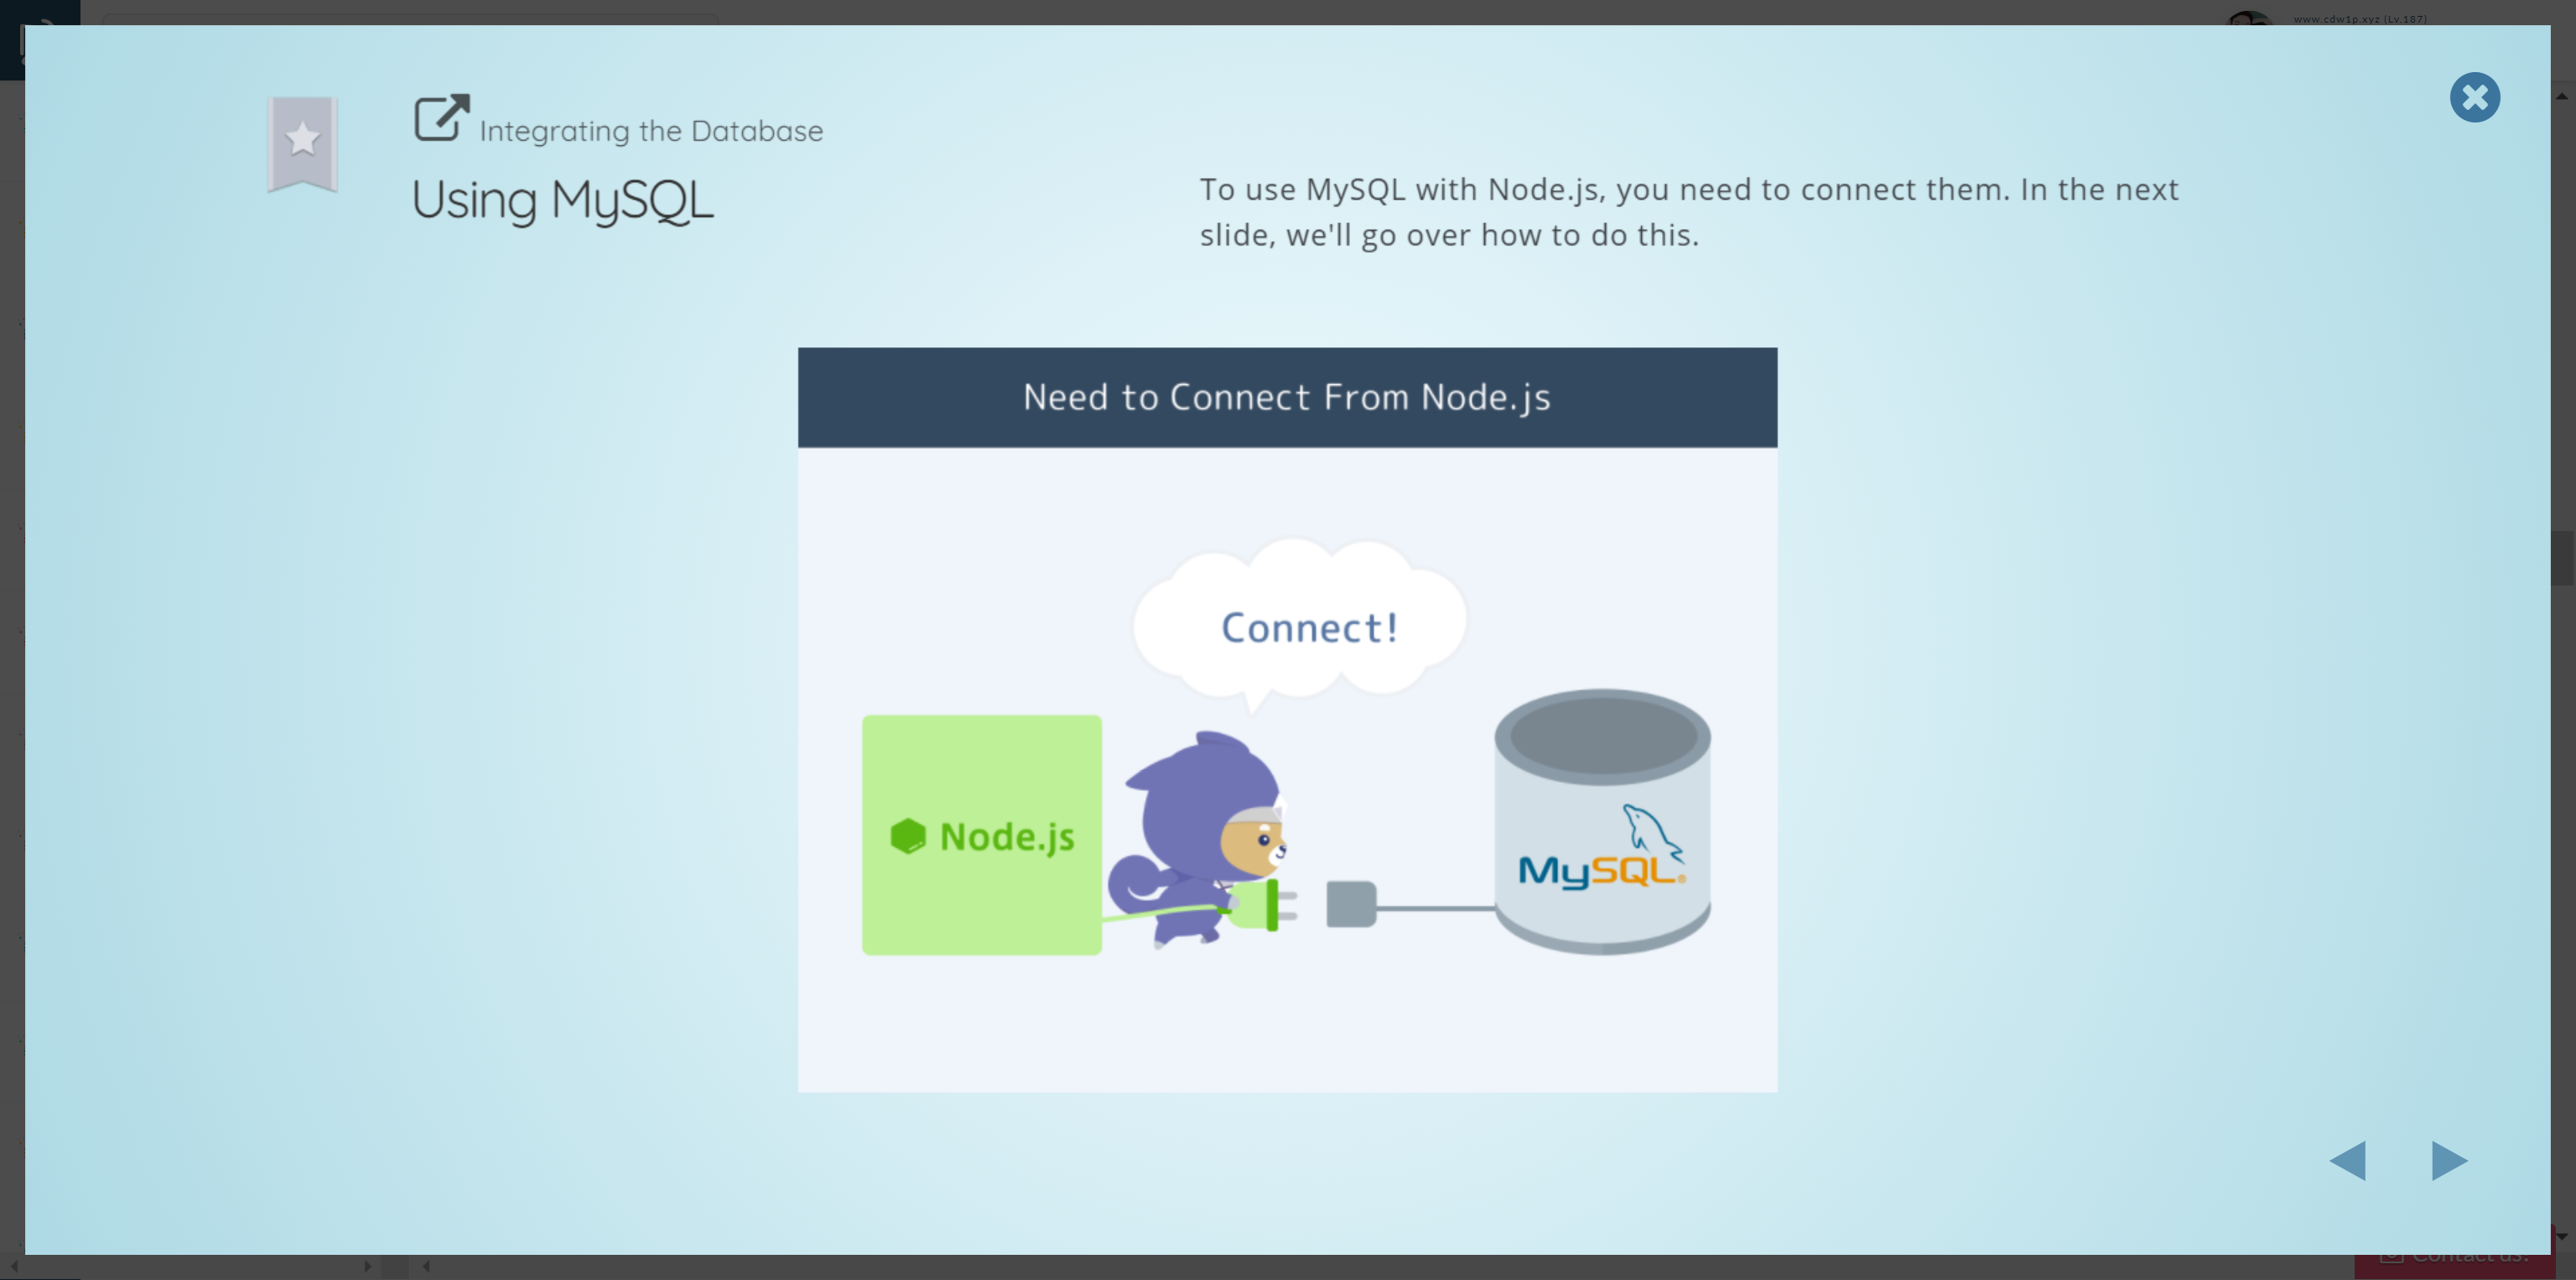 www.cdw1p.xyz (Lv.187)
Integrating the Database
Using MySQL
To use MySQL with Node.js, you need to connect them. In the next
slide, we'll go over how to do this.
Need to Connect From Node.js
Connect!
Node.js
MySQL®
Contact us!